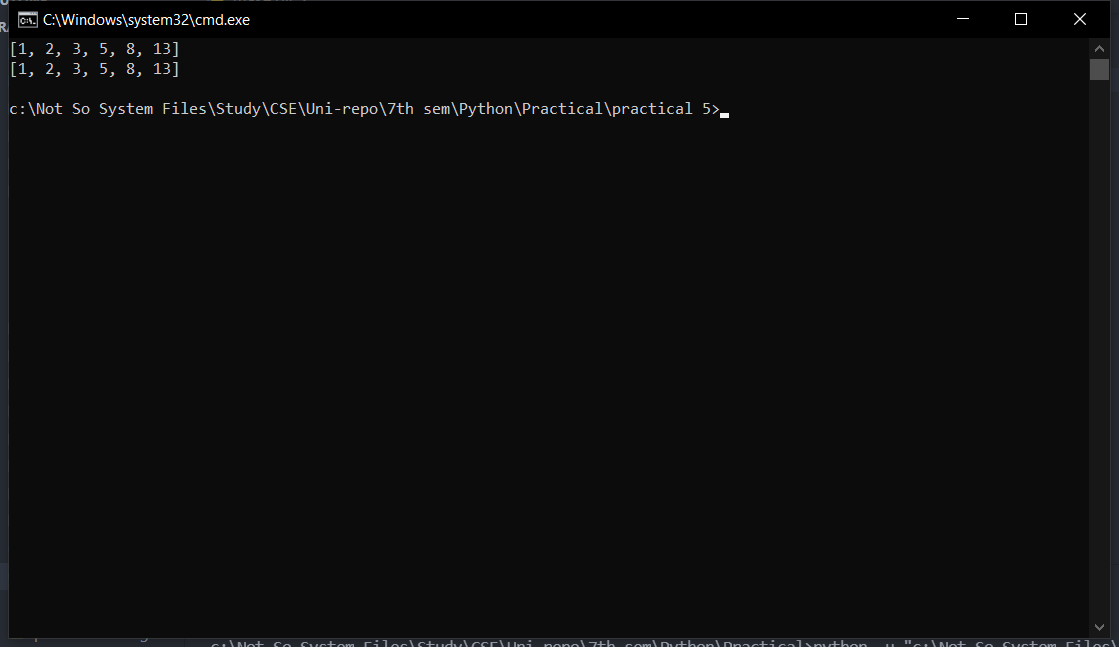 C:\Windows\system32\cmd.exe
[1, 2, 3, 5, 8, 13]
[1, 2, 3, 5, 8, 13]
c:\Not So System Files\Study\CSE\Uni-repo\7th sem\Python\Practical\practical 5>
c:\Not So System Files\Study\CSE\Uni-repo\7th sem\Python\Practical>python -u "c:\Not So System Files\